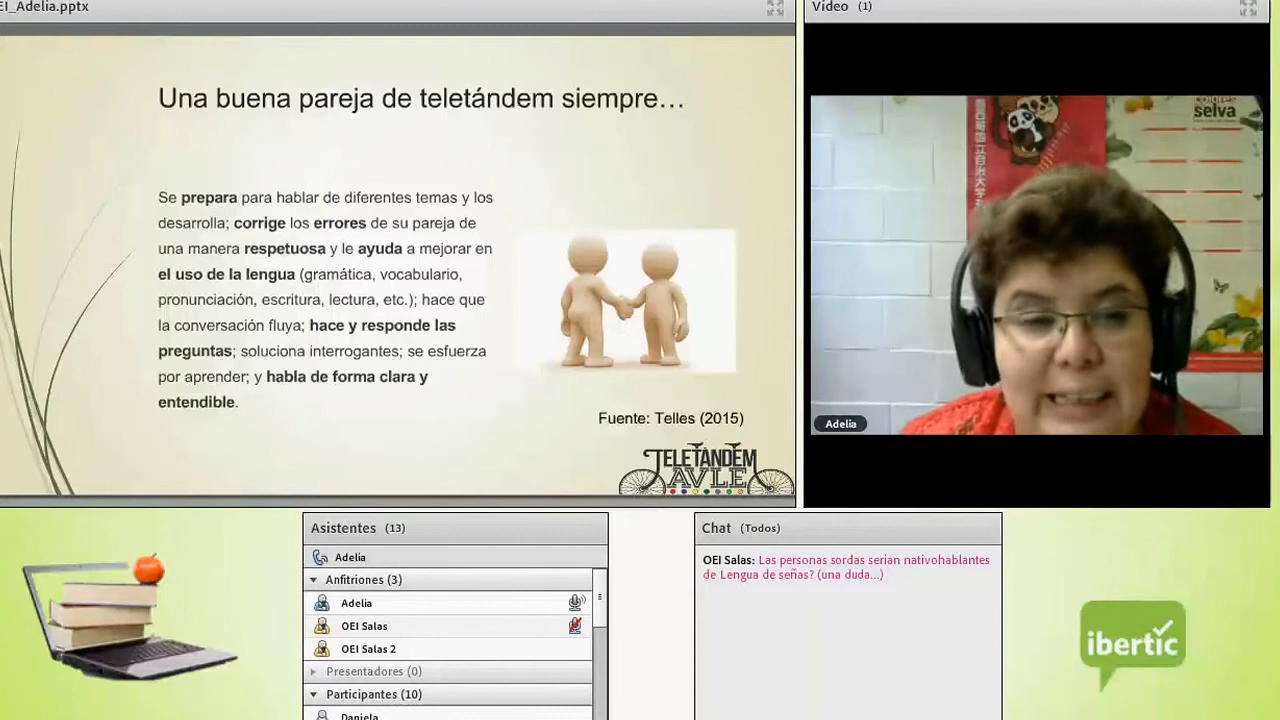 EI_Adelia.pptx
Una buena pareja de teletándem siempre…
Se prepara para hablar de diferentes temas y los
desarrolla; corrige los errores de su pareja de
una manera respetuosa y le ayuda a mejorar en
el uso de la lengua (gramática, vocabulario,
pronunciación, escritura, lectura, etc.); hace que
la conversación fluya; hace y responde las
preguntas; soluciona interrogantes; se esfuerza
por aprender; y habla de forma clara y
entendible.
Fuente: Telles (2015)
TELETÁNDEM
AVLE
Video (1)
colores
selva
Adelia
Asistentes (13)
Adelia
Anfitriones (3)
Adelia
OEI Salas
OEI Salas 2
Presentadores (0)
Participantes (10)
Daniela
Chat (Todos)
OEI Salas: Las personas sordas serian nativohablantes
de Lengua de señas? (una duda...)
ibertic